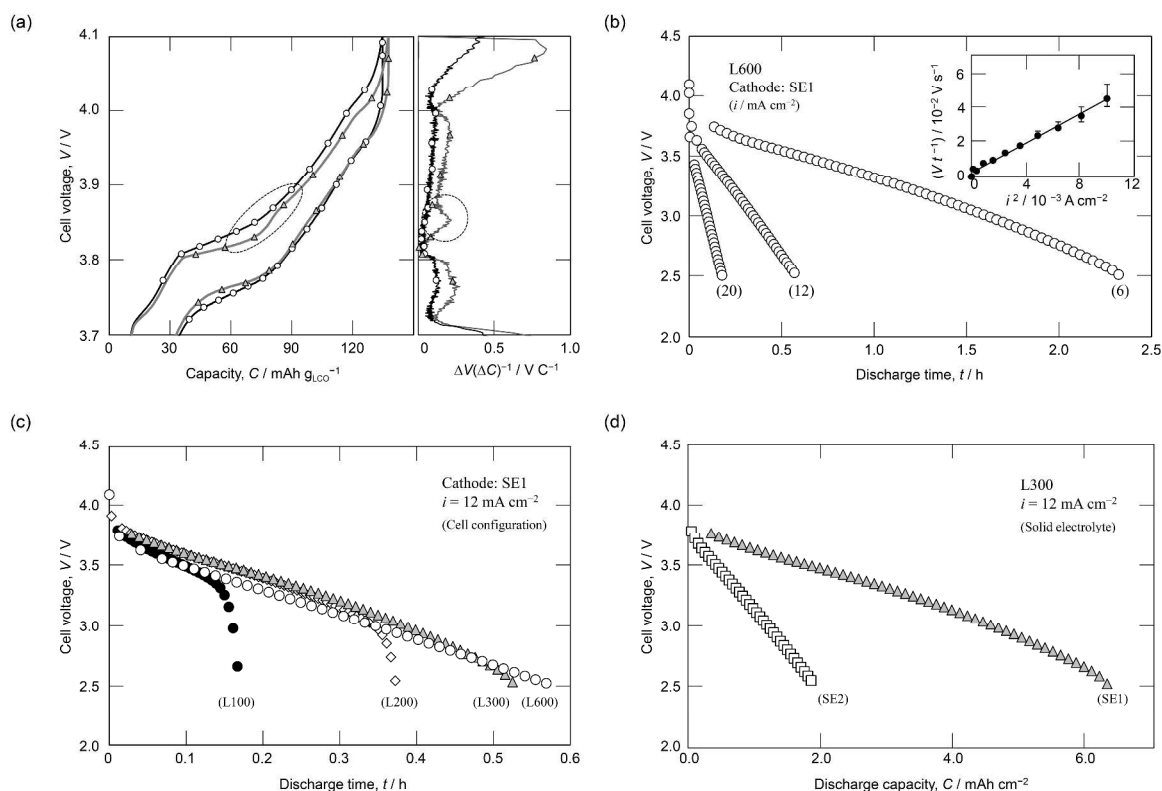 (a)
4.1
4.0
3.9
3.8
3.7
Cell voltage, V / V
0 30 60 90 120
Capacity, C / mAh g_LCO⁻¹
0 0.5 1.0
ΔV(ΔC)⁻¹ / V C⁻¹
(b)
4.5
4.0
3.5
3.0
2.5
2.0
Cell voltage, V / V
L600
Cathode: SE1
(i / mA cm⁻²)
(V t⁻¹) / 10⁻² V s⁻¹
6
4
2
0
0 4 8 12
i² / 10⁻³ A cm⁻²
(20) (12) (6)
0 0.5 1.0 1.5 2.0 2.5
Discharge time, t / h
(c)
4.5
4.0
3.5
3.0
2.5
2.0
Cell voltage, V / V
Cathode: SE1
i = 12 mA cm⁻²
(Cell configuration)
(L100) (L200) (L300) (L600)
0 0.1 0.2 0.3 0.4 0.5 0.6
Discharge time, t / h
(d)
4.5
4.0
3.5
3.0
2.5
2.0
Cell voltage, V / V
L300
i = 12 mA cm⁻²
(Solid electrolyte)
(SE2) (SE1)
0.0 2.0 4.0 6.0
Discharge capacity, C / mAh cm⁻²